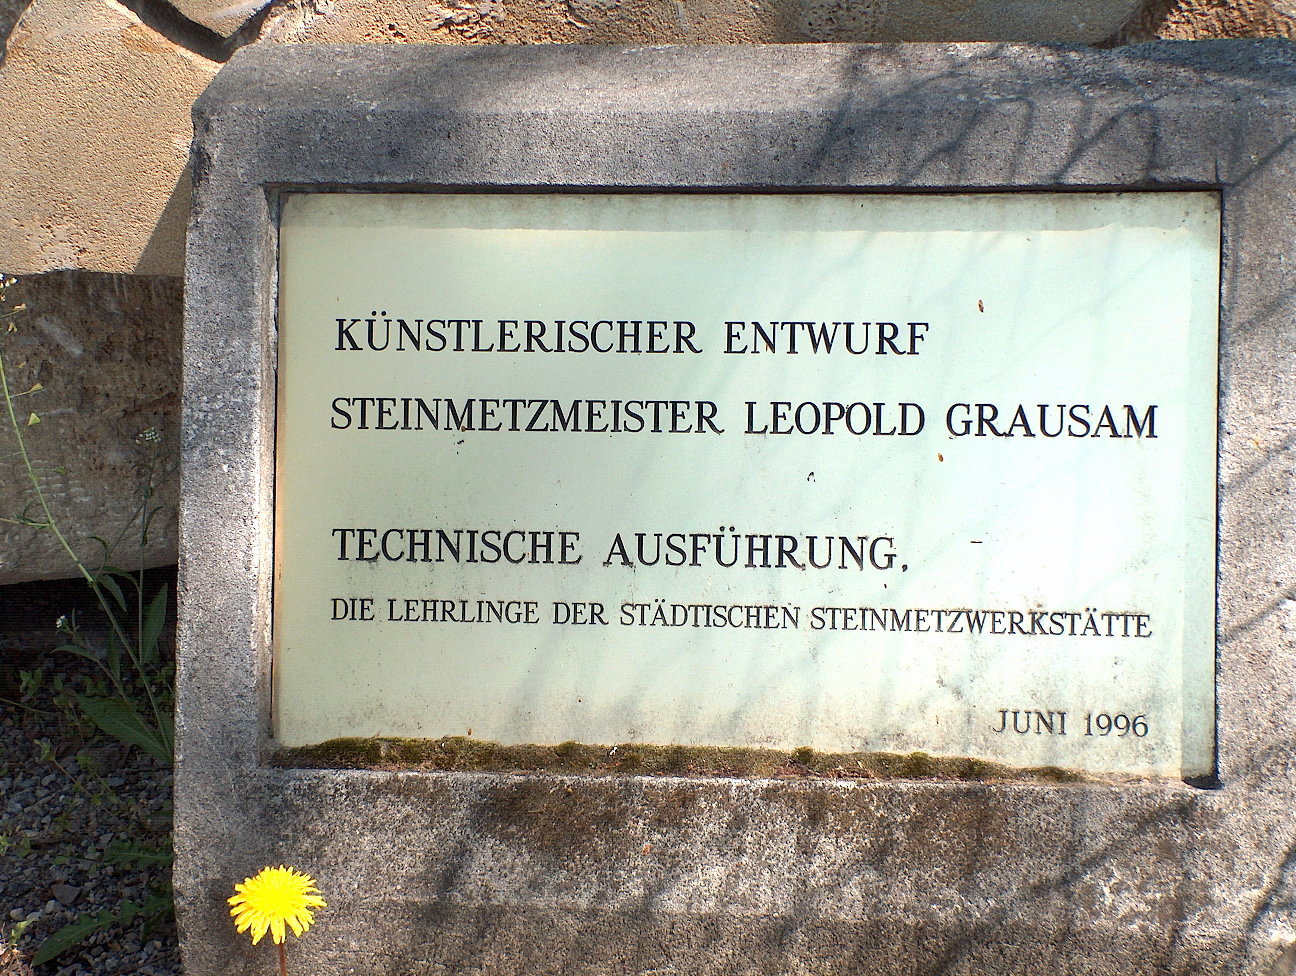 KÜNSTLERISCHER ENTWURF
STEINMETZMEISTER LEOPOLD GRAUSAM
TECHNISCHE AUSFÜHRUNG.
DIE LEHRLINGE DER STÄDTISCHEN STEINMETZWERKSTÄTTE
JUNI 1996